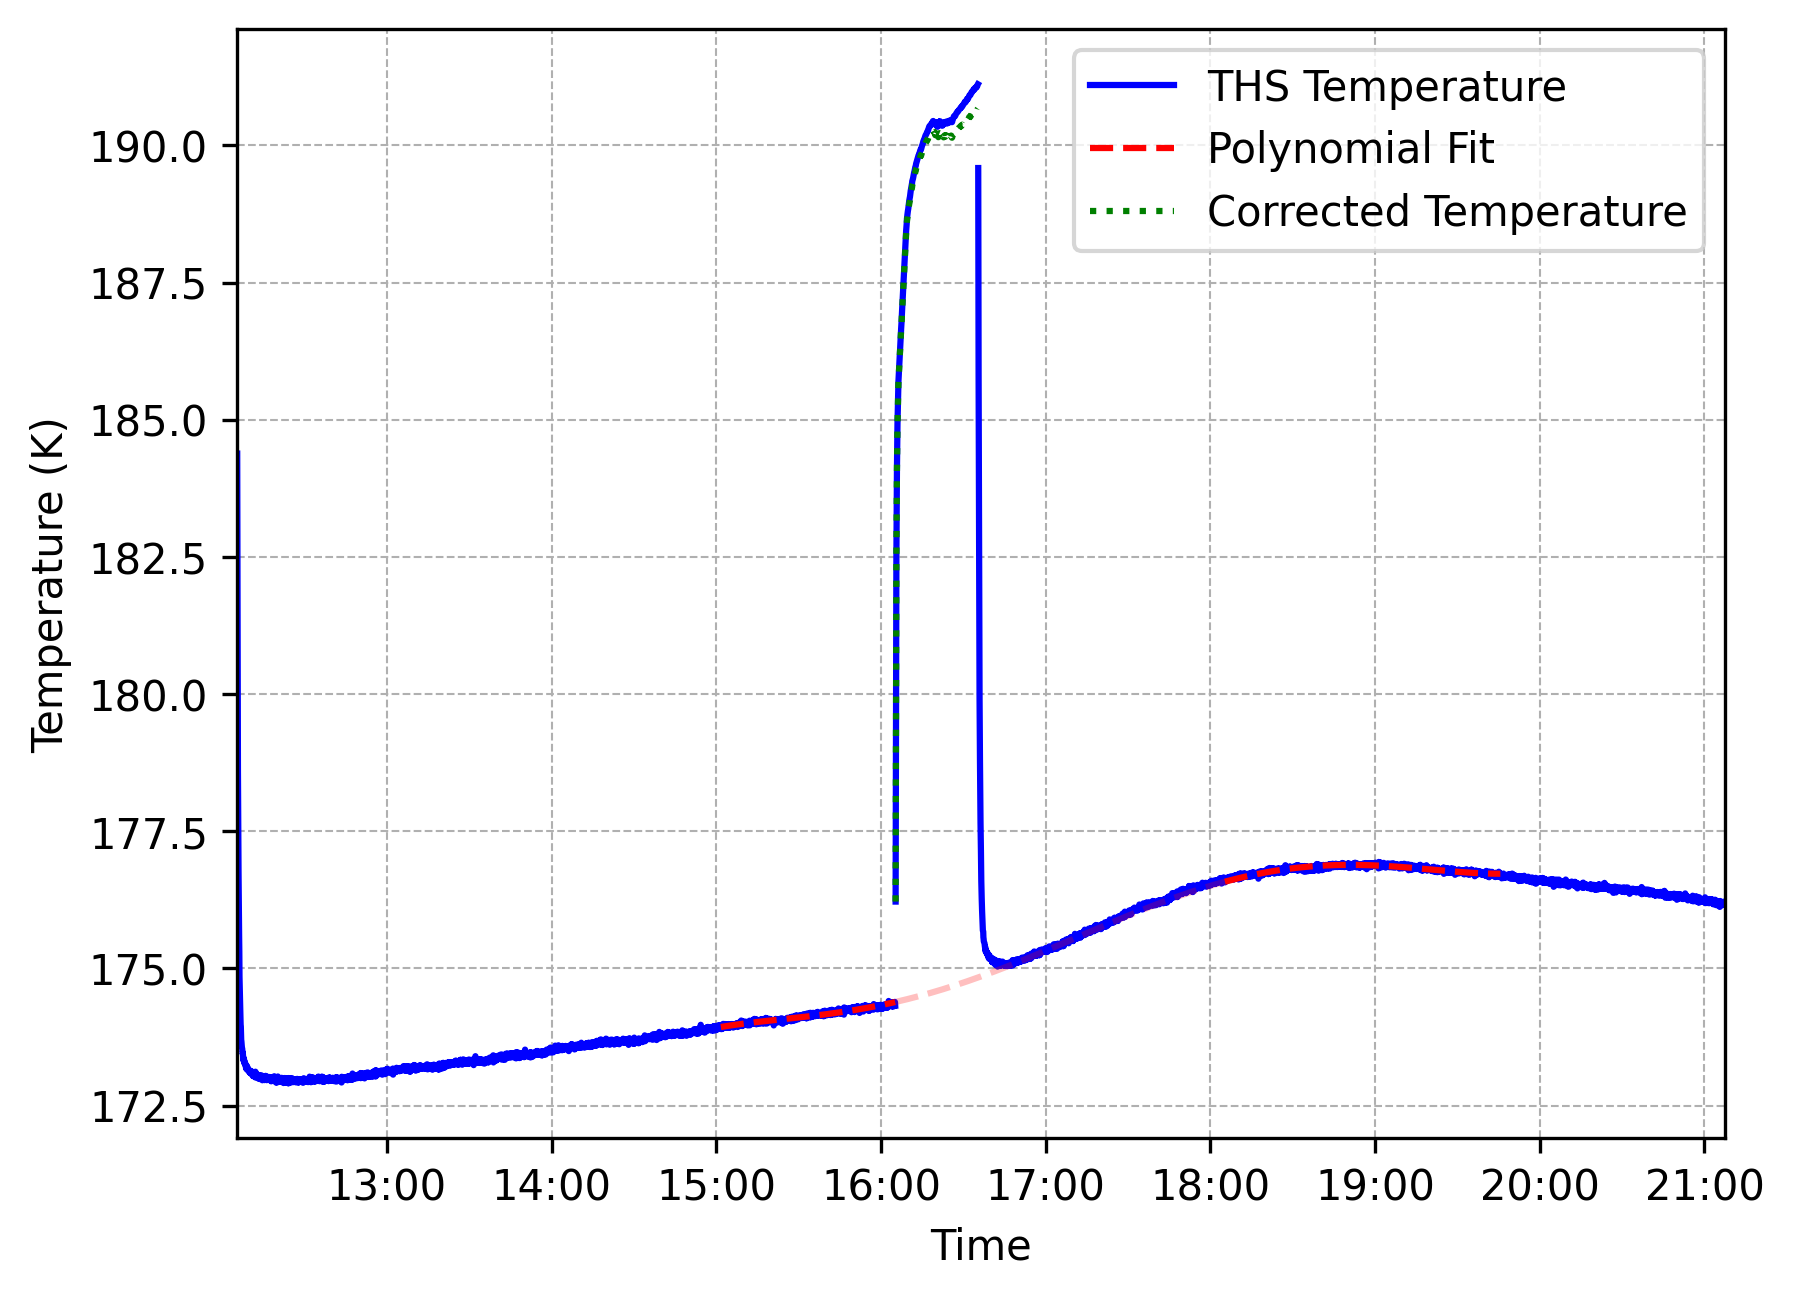 THS Temperature
Polynomial Fit
Corrected Temperature
190.0
187.5
185.0
182.5
180.0
177.5
175.0
172.5
Temperature (K)
13:00 14:00 15:00 16:00 17:00 18:00 19:00 20:00 21:00
Time